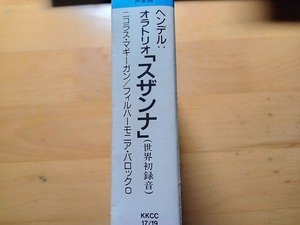 ヘンデル:
オラトリオ「スザンナ」(世界初録音)
ニコラス・マギーガン/フィルハーモニア・バロックO
KKCC
17/19